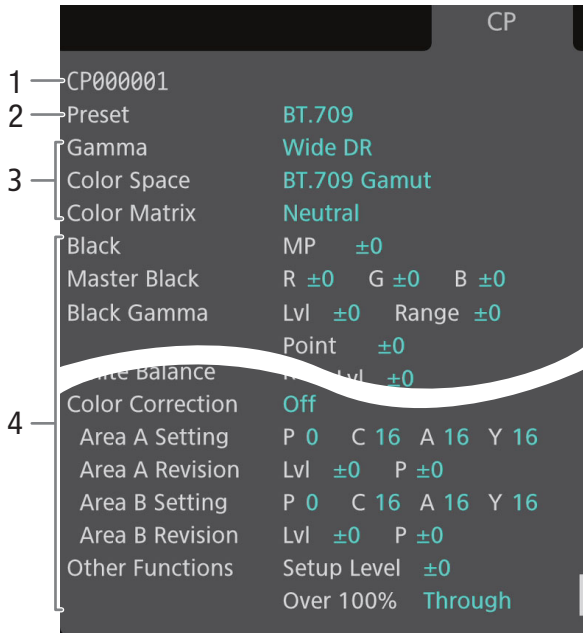 CP
1 CP000001
2 Preset BT.709
3 Gamma Wide DR
Color Space BT.709 Gamut
Color Matrix Neutral
4 Black MP ±0
Master Black R ±0 G ±0 B ±0
Black Gamma Lvl ±0 Range ±0
Point ±0
Balance Lvl ±0
Color Correction Off
Area A Setting P 0 C 16 A 16 Y 16
Area A Revision Lvl ±0 P ±0
Area B Setting P 0 C 16 A 16 Y 16
Area B Revision Lvl ±0 P ±0
Other Functions Setup Level ±0
Over 100% Through